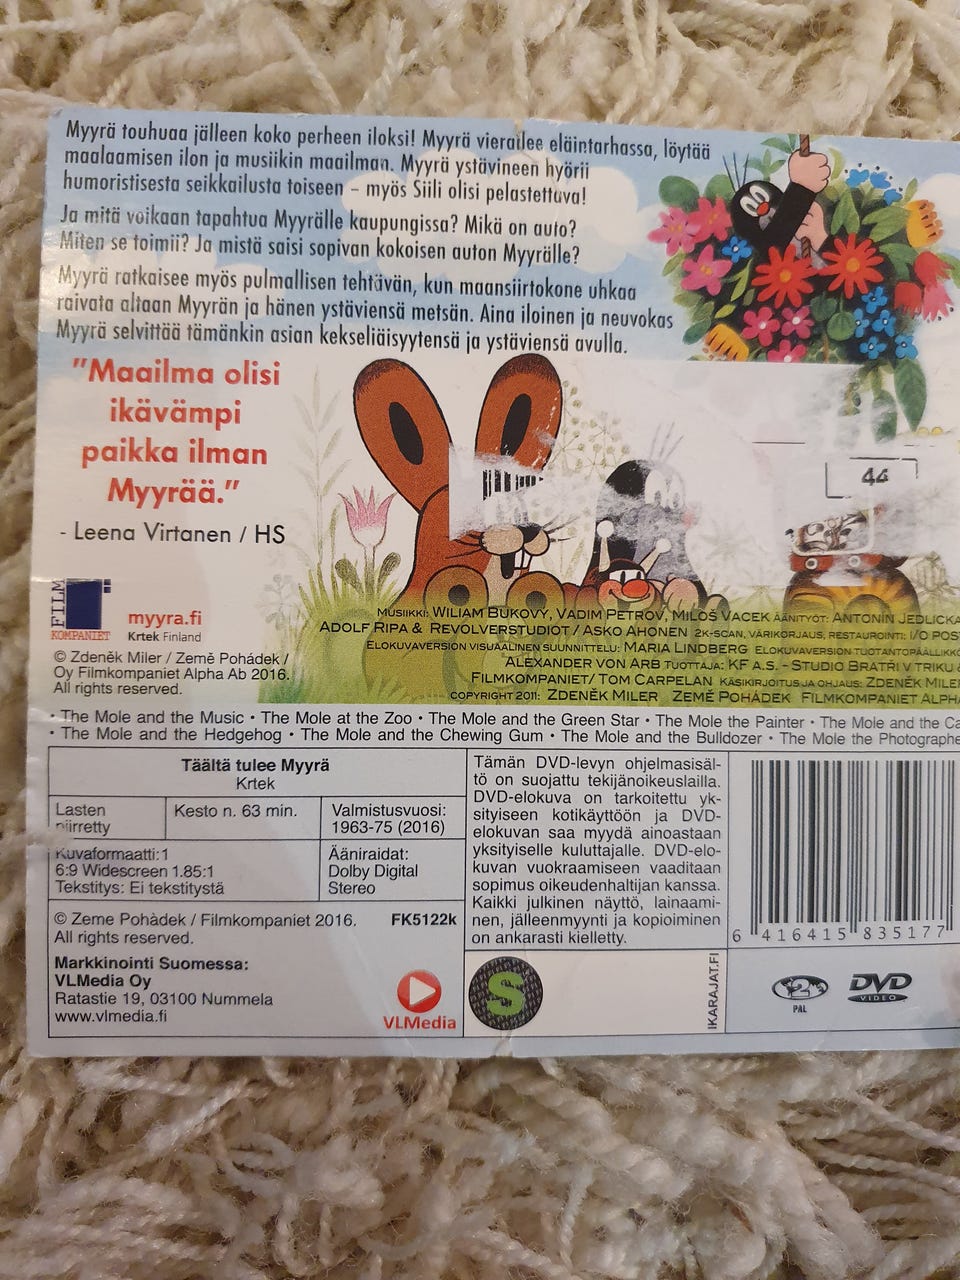 Myyrä touhuaa jälleen koko perheen iloksi! Myyrä vierailee eläintarhassa, löytää
maalaamisen ilon ja musiikin maailman. Myyrä ystävineen hyörii
humoristisesta seikkailusta toiseen – myös Siili olisi pelastettava!
Ja mitä voikaan tapahtua Myyrälle kaupungissa? Mikä on auto?
Miten se toimii? Ja mistä saisi sopivan kokoisen auton Myyrälle?
Myyrä ratkaisee myös pulmallisen tehtävän, kun maansiirtokone uhkaa
raivata altaan Myyrän ja hänen ystäviensä metsän. Aina iloinen ja neuvokas
Myyrä selvittää tämänkin asian kekseliäisyytensä ja ystäviensä avulla.
"Maailma olisi
ikävämpi
paikka ilman
Myyrää."
- Leena Virtanen / HS
44
FILM
KOMPANIET
myyra.fi
Krtek Finland
© Zdeněk Miler / Země Pohádek /
Oy Filmkompaniet Alpha Ab 2016.
All rights reserved.
Musiikki: Wiliam Bukový, Vadim Petrov, Miloš Vacek Äänityöt: Antonín Jedlička
Adolf Ripa & Revolverstudiot / Asko Ahonen 2K-scan, värikorjaus, restaurointi: I/O Post
Elokuvaversion visuaalinen suunnittelu: Maria Lindberg Elokuvaversion tuotantopäällikkö
Alexander von Arb Tuottaja: KF a.s. – Studio Bratři v triku &
Filmkompaniet/ Tom Carpelan Käsikirjoitus ja ohjaus: Zdeněk Miler
copyright 2011: Zdeněk Miler Země Pohádek Filmkompaniet Alpha
• The Mole and the Music • The Mole at the Zoo • The Mole and the Green Star • The Mole the Painter • The Mole and the Ca
• The Mole and the Hedgehog • The Mole and the Chewing Gum • The Mole and the Bulldozer • The Mole the Photographe
Täältä tulee Myyrä
Krtek
Lasten
piirretty
Kesto n. 63 min.
Valmistusvuosi:
1963-75 (2016)
Kuvaformaatti:1
6:9 Widescreen 1.85:1
Tekstitys: Ei tekstitystä
Ääniraidat:
Dolby Digital
Stereo
© Zeme Pohàdek / Filmkompaniet 2016.
All rights reserved.
FK5122k
Markkinointi Suomessa:
VLMedia Oy
Ratastie 19, 03100 Nummela
www.vlmedia.fi
VLMedia
Tämän DVD-levyn ohjelmasisäl-
tö on suojattu tekijänoikeuslailla.
DVD-elokuva on tarkoitettu yk-
sityiseen kotikäyttöön ja DVD-
elokuvan saa myydä ainoastaan
yksityiselle kuluttajalle. DVD-elo-
kuvan vuokraamiseen vaaditaan
sopimus oikeudenhaltijan kanssa.
Kaikki julkinen näyttö, lainaami-
nen, jälleenmyynti ja kopioiminen
on ankarasti kielletty.
S
IKARAJAT.FI
6 416415 835177
2
PAL
DVD
VIDEO